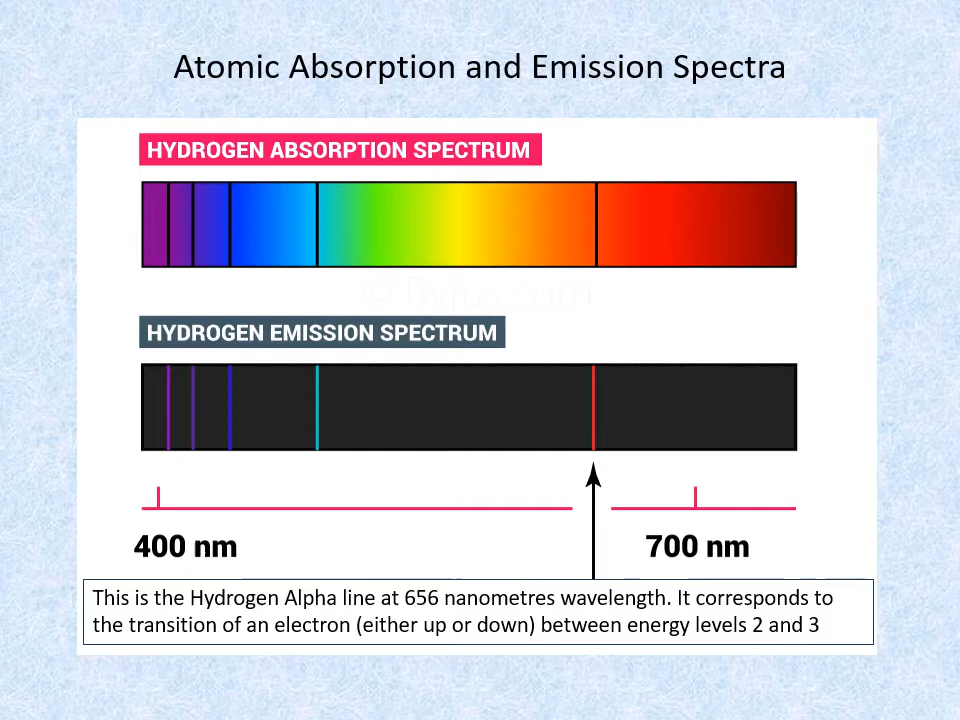 Atomic Absorption and Emission Spectra
HYDROGEN ABSORPTION SPECTRUM
© Byjus.com
HYDROGEN EMISSION SPECTRUM
400 nm
700 nm
This is the Hydrogen Alpha line at 656 nanometres wavelength. It corresponds to
the transition of an electron (either up or down) between energy levels 2 and 3